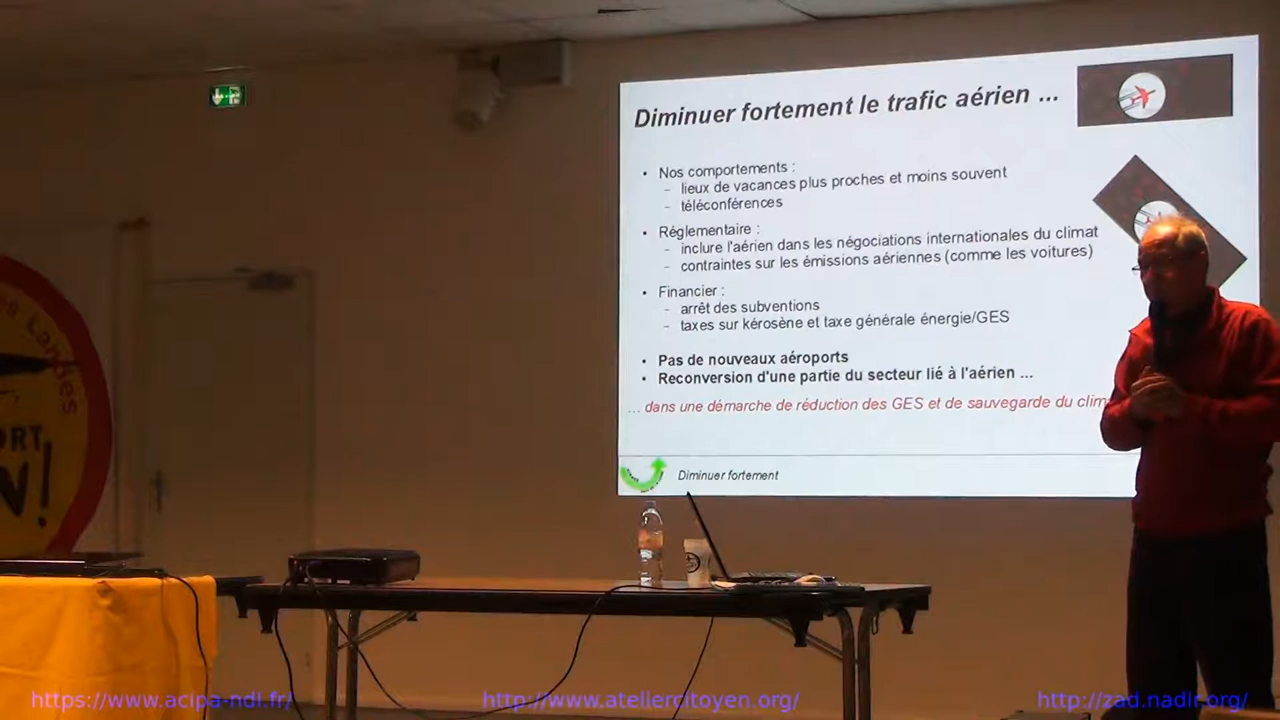 Diminuer fortement le trafic aérien ...
• Nos comportements :
– lieux de vacances plus proches et moins souvent
– téléconférences
• Réglementaire :
– inclure l'aérien dans les négociations internationales du climat
– contraintes sur les émissions aériennes (comme les voitures)
• Financier :
– arrêt des subventions
– taxes sur kérosène et taxe générale énergie/GES
• Pas de nouveaux aéroports
• Reconversion d'une partie du secteur lié à l'aérien ...
... dans une démarche de réduction des GES et de sauvegarde du clim
Diminuer fortement
Landes
ORT
N!
https://www.acipa-ndl.fr/
http://www.ateliercitoyen.org/
http://zad.nadir.org/